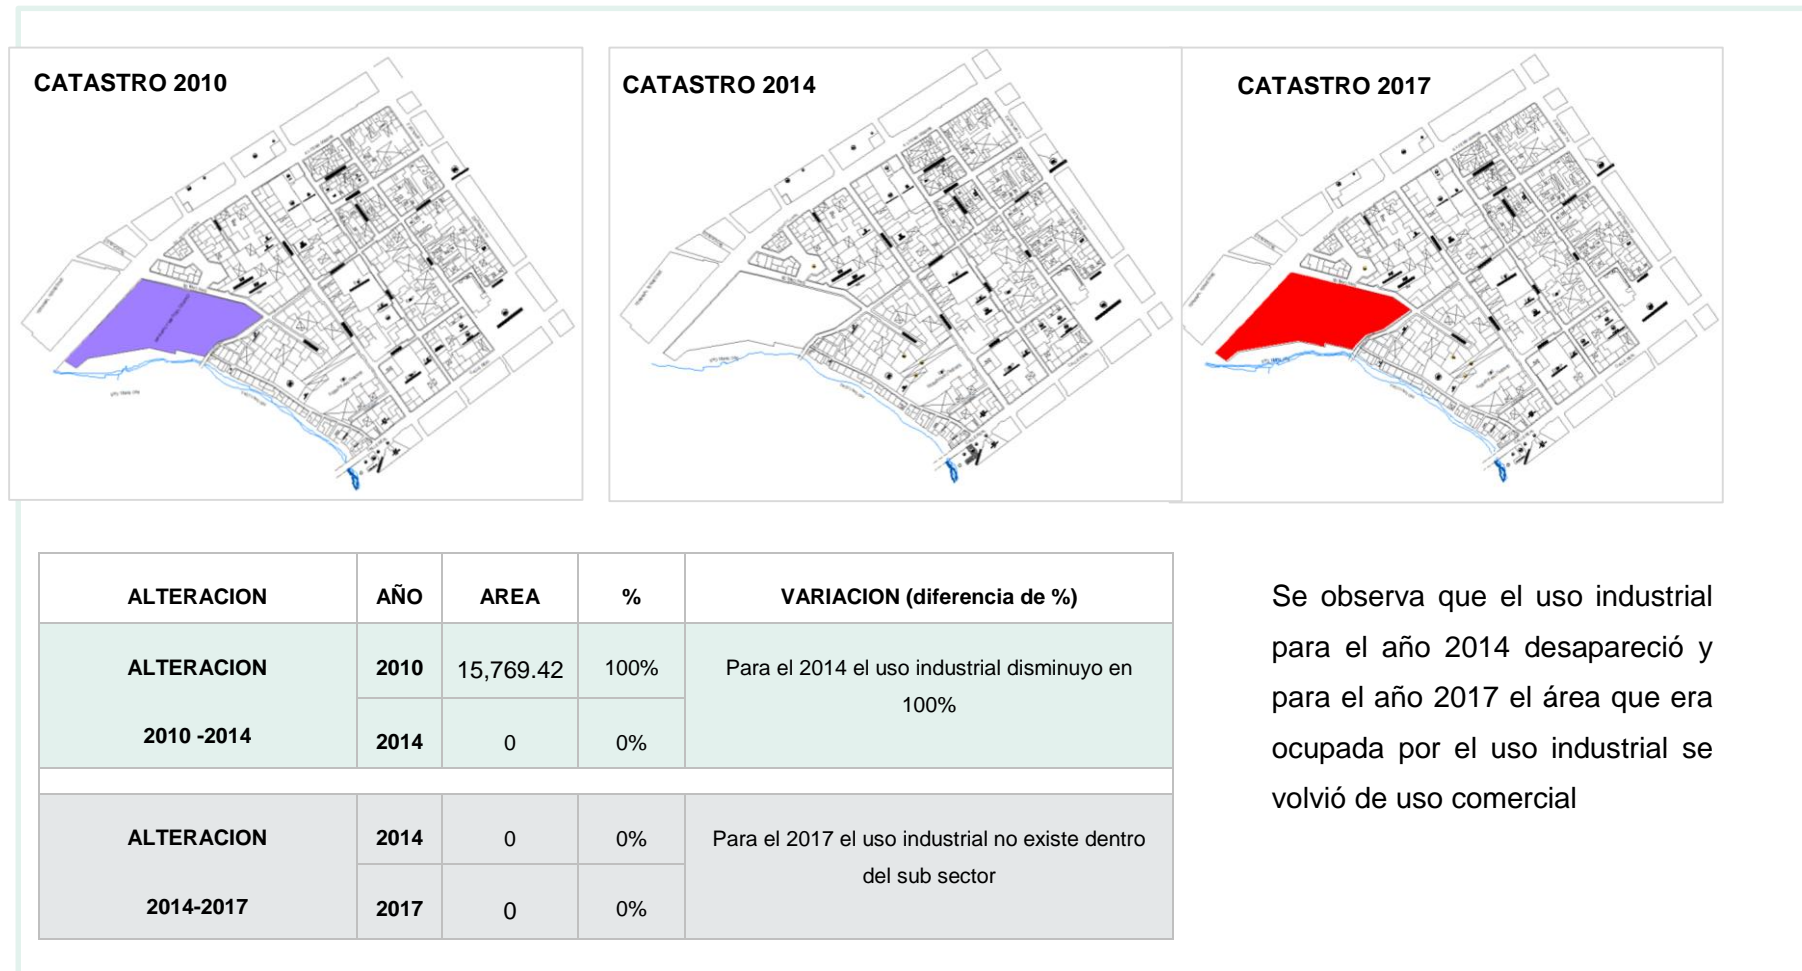 CATASTRO 2010
CATASTRO 2014
CATASTRO 2017
ALTERACION AÑO AREA % VARIACION (diferencia de %)
ALTERACION
2010 -2014
2010 15,769.42 100%
2014 0 0%
Para el 2014 el uso industrial disminuyo en
100%
ALTERACION
2014-2017
2014 0 0%
2017 0 0%
Para el 2017 el uso industrial no existe dentro
del sub sector
Se observa que el uso industrial
para el año 2014 desapareció y
para el año 2017 el área que era
ocupada por el uso industrial se
volvió de uso comercial